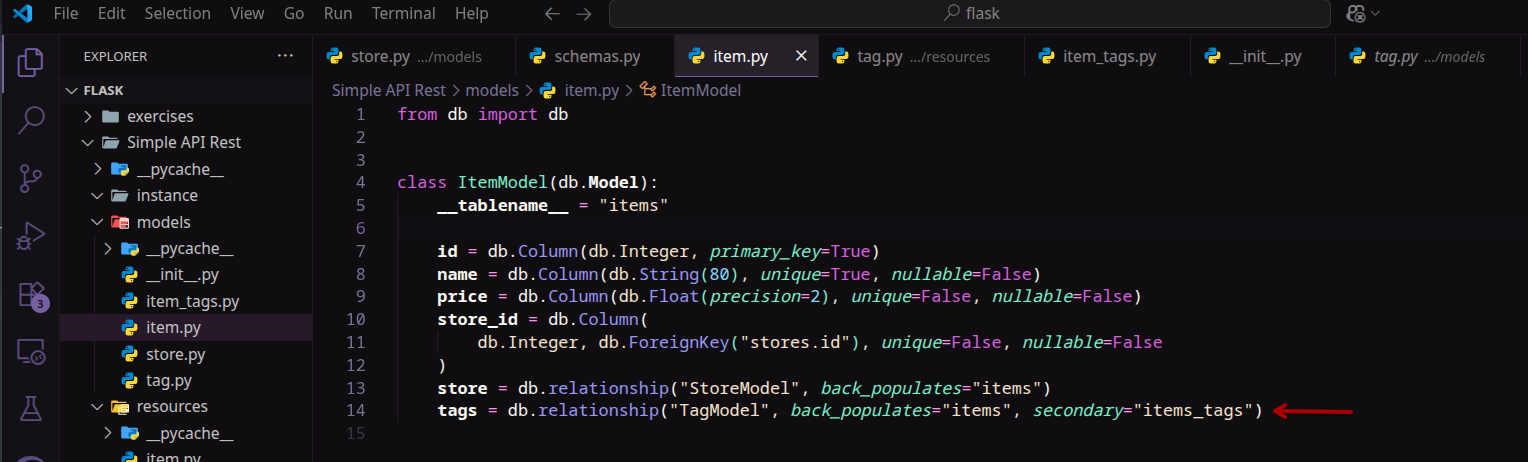 File Edit Selection View Go Run Terminal Help flask
EXPLORER ···
FLASK
exercises
Simple API Rest
__pycache__
instance
models
__pycache__
__init__.py
item_tags.py
item.py
store.py
tag.py
resources
__pycache__
item.py
3
store.py .../models schemas.py item.py tag.py .../resources item_tags.py __init__.py tag.py .../models
Simple API Rest > models > item.py > ItemModel
1 from db import db
2
3
4 class ItemModel(db.Model):
5 __tablename__ = "items"
6
7 id = db.Column(db.Integer, primary_key=True)
8 name = db.Column(db.String(80), unique=True, nullable=False)
9 price = db.Column(db.Float(precision=2), unique=False, nullable=False)
10 store_id = db.Column(
11 db.Integer, db.ForeignKey("stores.id"), unique=False, nullable=False
12 )
13 store = db.relationship("StoreModel", back_populates="items")
14 tags = db.relationship("TagModel", back_populates="items", secondary="items_tags")
15